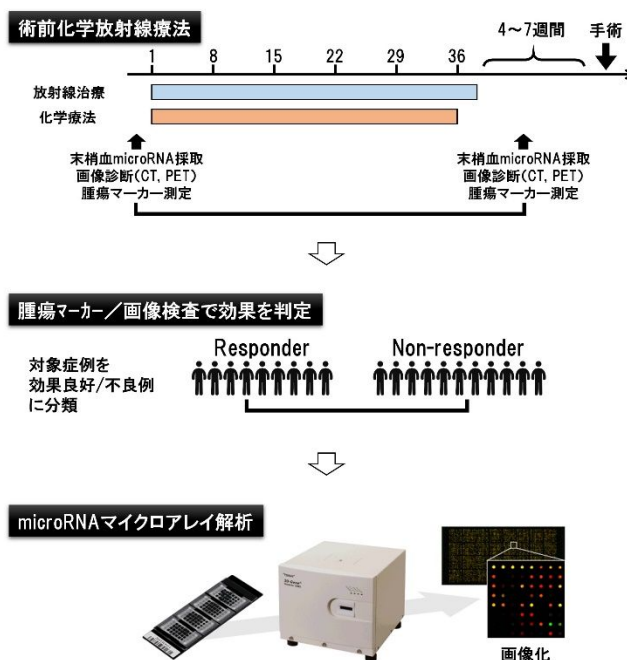 術前化学放射線療法
4～7週間 手術
1 8 15 22 29 36
放射線治療
化学療法
末梢血microRNA採取
画像診断(CT, PET)
腫瘍マーカー測定
末梢血microRNA採取
画像診断(CT, PET)
腫瘍マーカー測定
腫瘍マーカー/画像検査で効果を判定
Responder
Non-responder
対象症例を
効果良好/不良例
に分類
microRNAマイクロアレイ解析
画像化